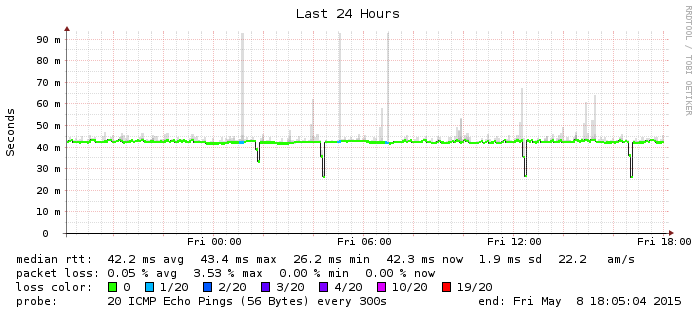 Last 24 Hours
RRDTOOL / TOBI OETIKER
Seconds
90 m
80 m
70 m
60 m
50 m
40 m
30 m
20 m
10 m
0
Fri 00:00 Fri 06:00 Fri 12:00 Fri 18:00
median rtt: 42.2 ms avg 43.4 ms max 26.2 ms min 42.3 ms now 1.9 ms sd 22.2 am/s
packet loss: 0.05 % avg 3.53 % max 0.00 % min 0.00 % now
loss color: 0 1/20 2/20 3/20 4/20 10/20 19/20
probe: 20 ICMP Echo Pings (56 Bytes) every 300s end: Fri May 8 18:05:04 2015